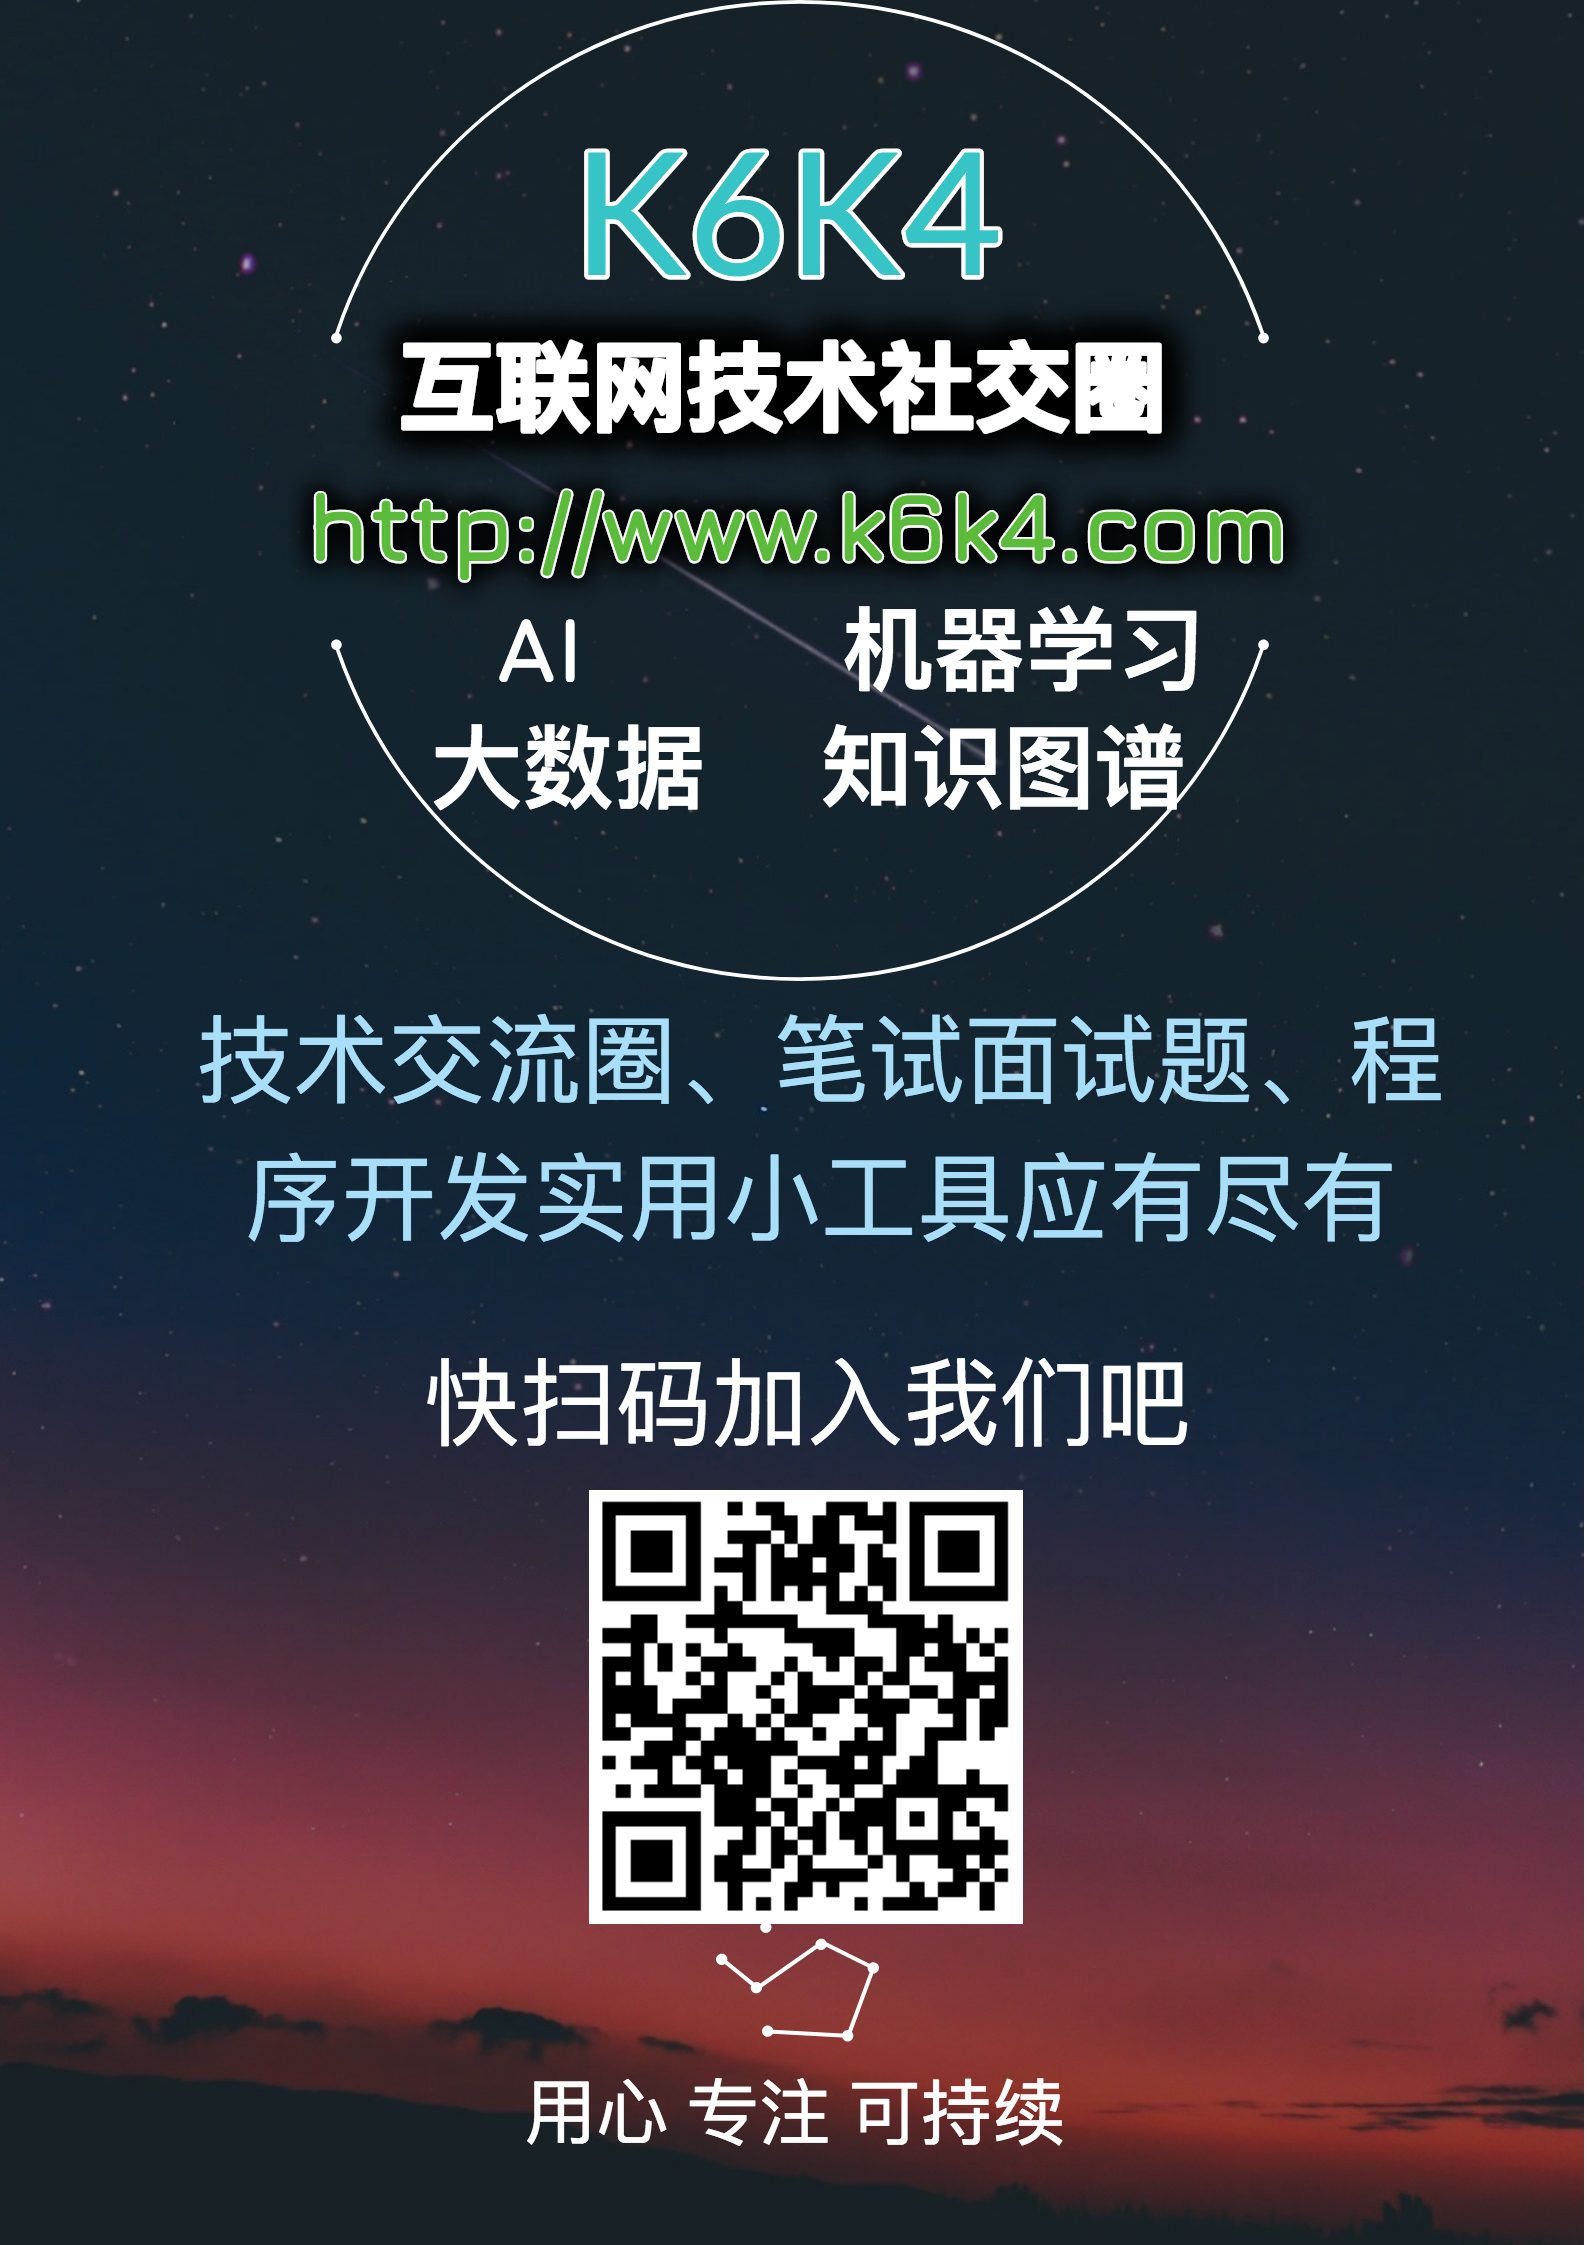 K6K4
互联网技术社交圈
http://www.k6k4.com
AI 机器学习
大数据 知识图谱
技术交流圈、笔试面试题、程
序开发实用小工具应有尽有
快扫码加入我们吧
用心 专注 可持续